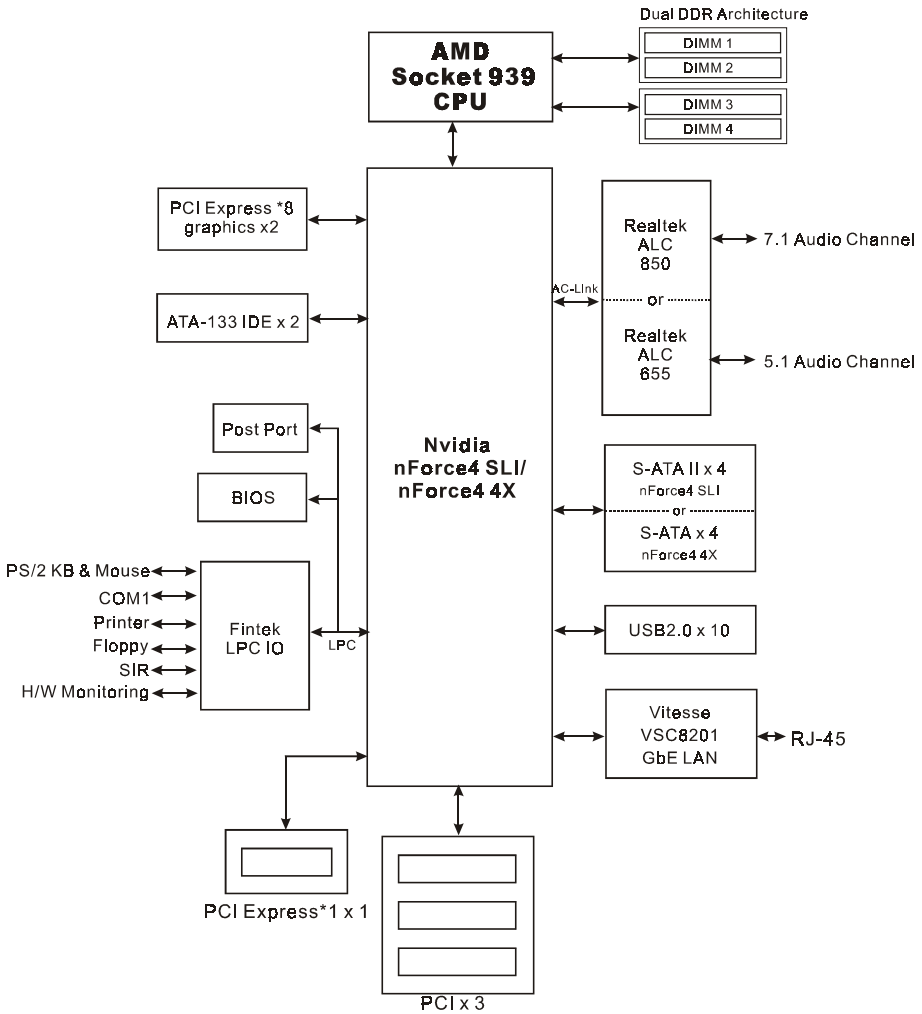 Dual DDR Architecture
AMD
Socket 939
CPU
DIMM 1
DIMM 2
DIMM 3
DIMM 4
PCI Express *8
graphics x2
ATA-133 IDE x 2
Post Port
BIOS
PS/2 KB & Mouse
COM1
Printer
Floppy
SIR
H/W Monitoring
Fintek
LPC IO
LPC
Nvidia
nForce4 SLI/
nForce4 4X
AC-Link
Realtek
ALC
850
or
Realtek
ALC
655
7.1 Audio Channel
5.1 Audio Channel
S-ATA II x 4
nForce4 SLI
or
S-ATA x 4
nForce4 4X
USB2.0 x 10
Vitesse
VSC8201
GbE LAN
RJ-45
PCI Express*1 x 1
PCI x 3